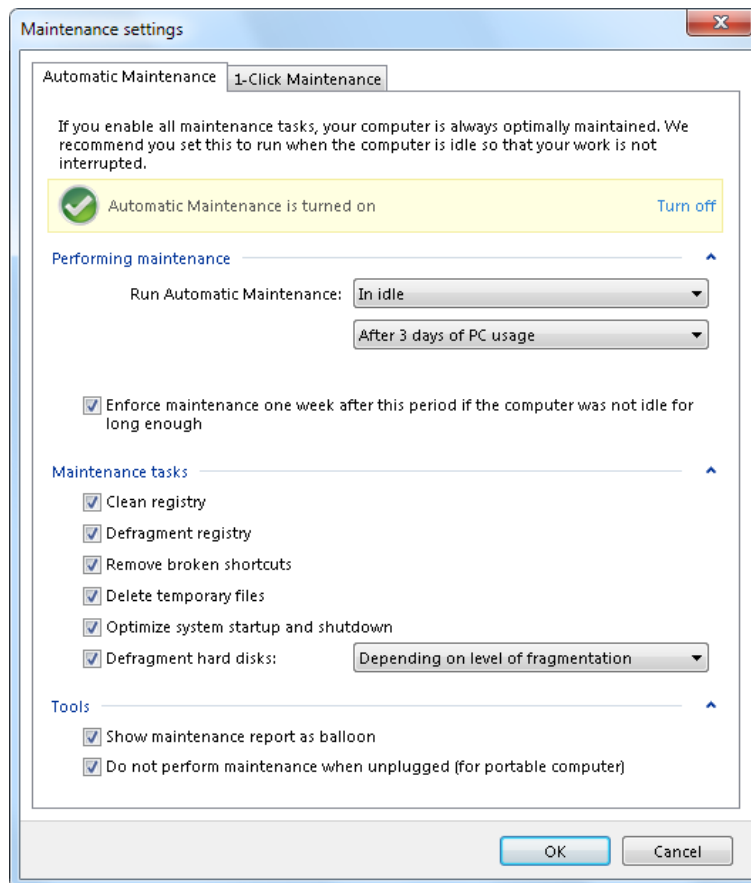 Maintenance settings
Automatic Maintenance
1-Click Maintenance
If you enable all maintenance tasks, your computer is always optimally maintained. We
recommend you set this to run when the computer is idle so that your work is not
interrupted.
Automatic Maintenance is turned on
Turn off
Performing maintenance
Run Automatic Maintenance:
In idle
After 3 days of PC usage
Enforce maintenance one week after this period if the computer was not idle for
long enough
Maintenance tasks
Clean registry
Defragment registry
Remove broken shortcuts
Delete temporary files
Optimize system startup and shutdown
Defragment hard disks:
Depending on level of fragmentation
Tools
Show maintenance report as balloon
Do not perform maintenance when unplugged (for portable computer)
OK
Cancel